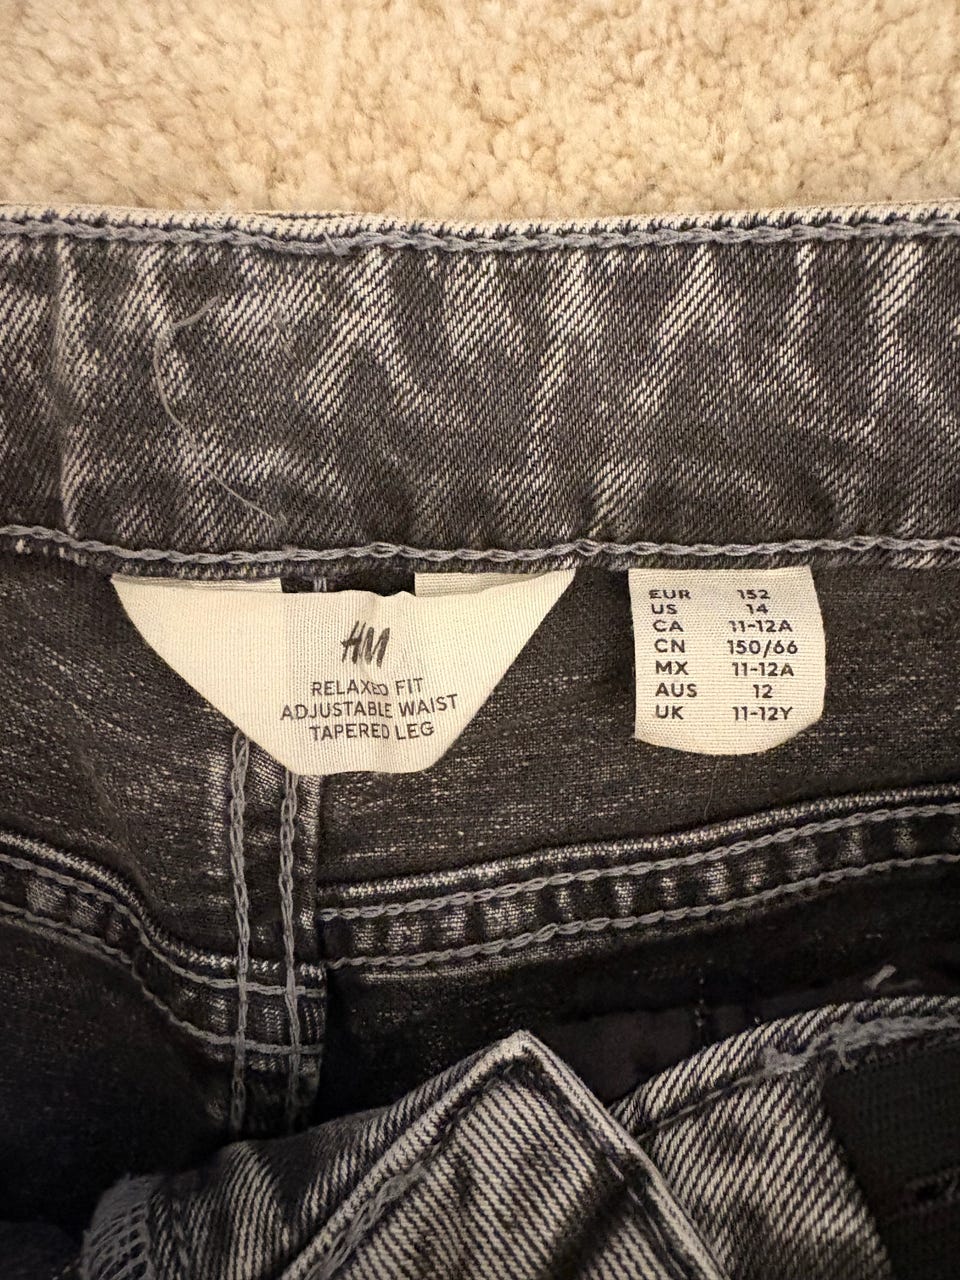 H&M
RELAXED FIT
ADJUSTABLE WAIST
TAPERED LEG
EUR 152
US 14
CA 11-12A
CN 150/66
MX 11-12A
AUS 12
UK 11-12Y